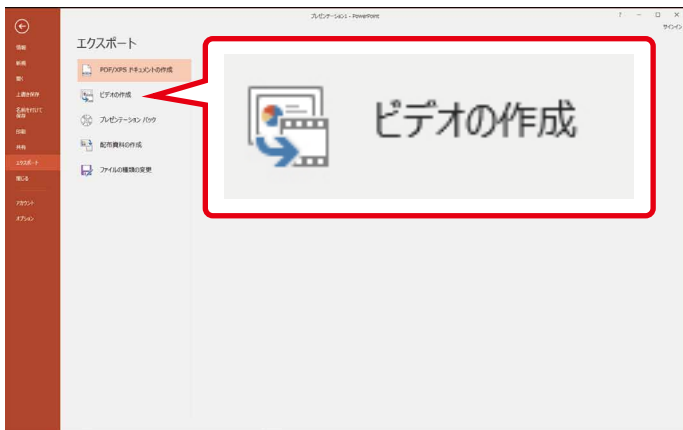 プレゼンテーション1 - PowerPoint
? － □ ×
サインイン
情報
新規
開く
上書き保存
名前を付けて
保存
印刷
共有
エクスポート
閉じる
アカウント
オプション
エクスポート
PDF/XPS ドキュメントの作成
ビデオの作成
プレゼンテーション パック
配布資料の作成
ファイルの種類の変更
ビデオの作成